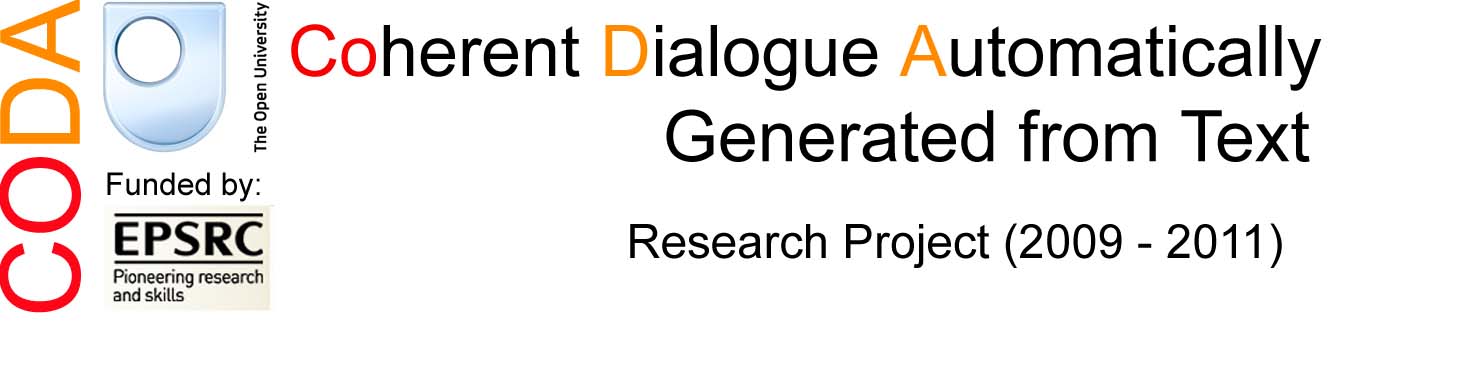 CODA
The Open University
Coherent Dialogue Automatically
Generated from Text
Funded by:
EPSRC
Pioneering research
and skills
Research Project (2009 - 2011)